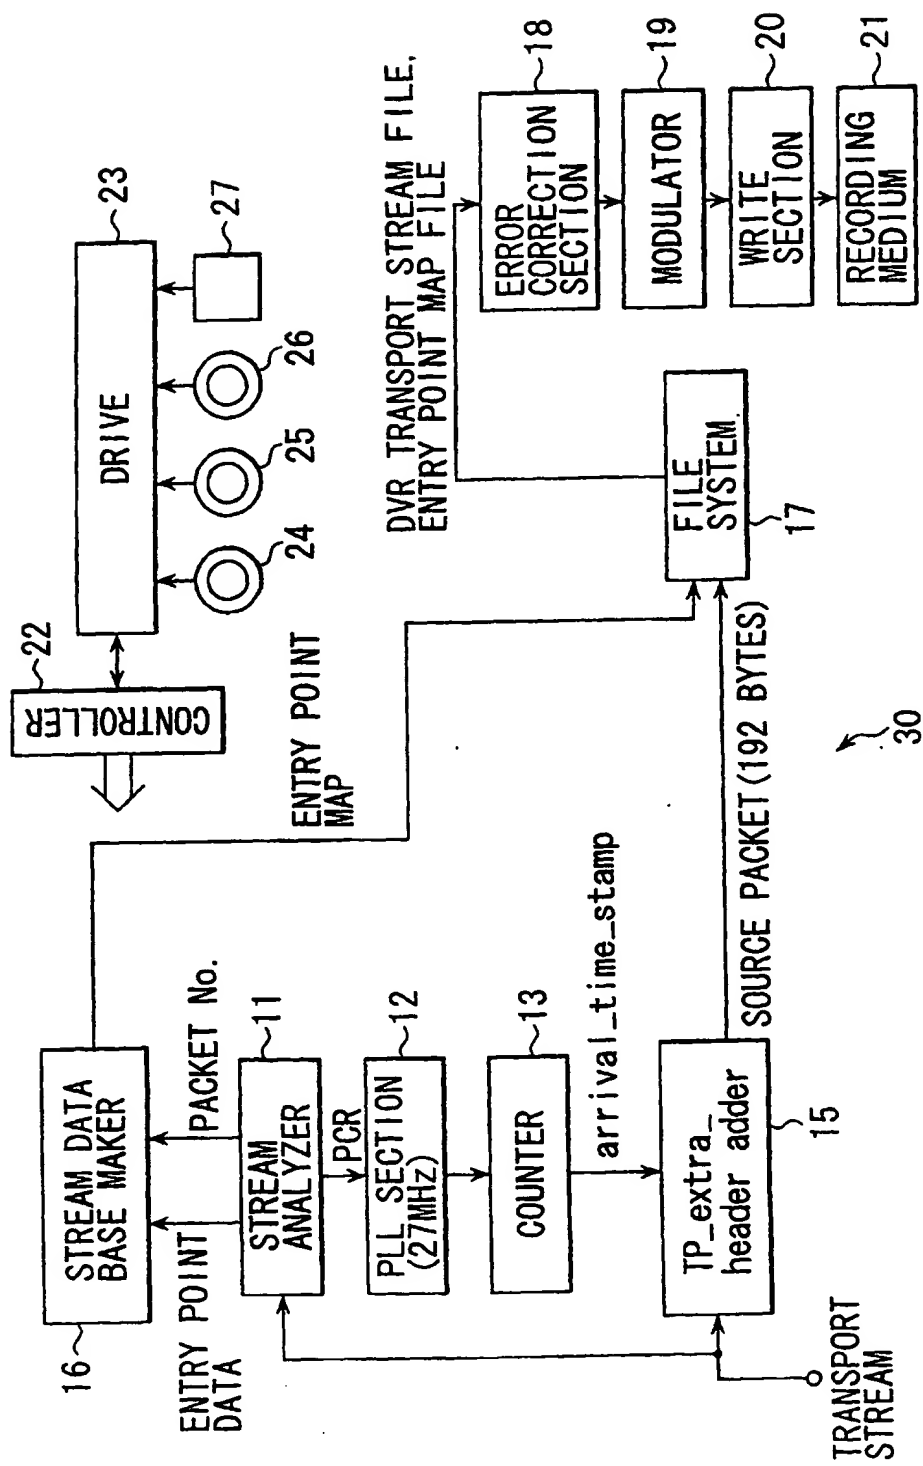 16
STREAM DATA
BASE MAKER
ENTRY POINT
DATA
PACKET No.
STREAM
ANALYZER
11
PCR
PLL SECTION
(27MHz)
12
COUNTER
13
arrival_time_stamp
TP_extra_
header adder
15
TRANSPORT
STREAM
SOURCE PACKET(192 BYTES)
30
ENTRY POINT
MAP
CONTROLLER
22
DRIVE
23
24
25
26
27
FILE
SYSTEM
17
DVR TRANSPORT STREAM FILE,
ENTRY POINT MAP FILE
ERROR
CORRECTION
SECTION
18
MODULATOR
19
WRITE
SECTION
20
RECORDING
MEDIUM
21